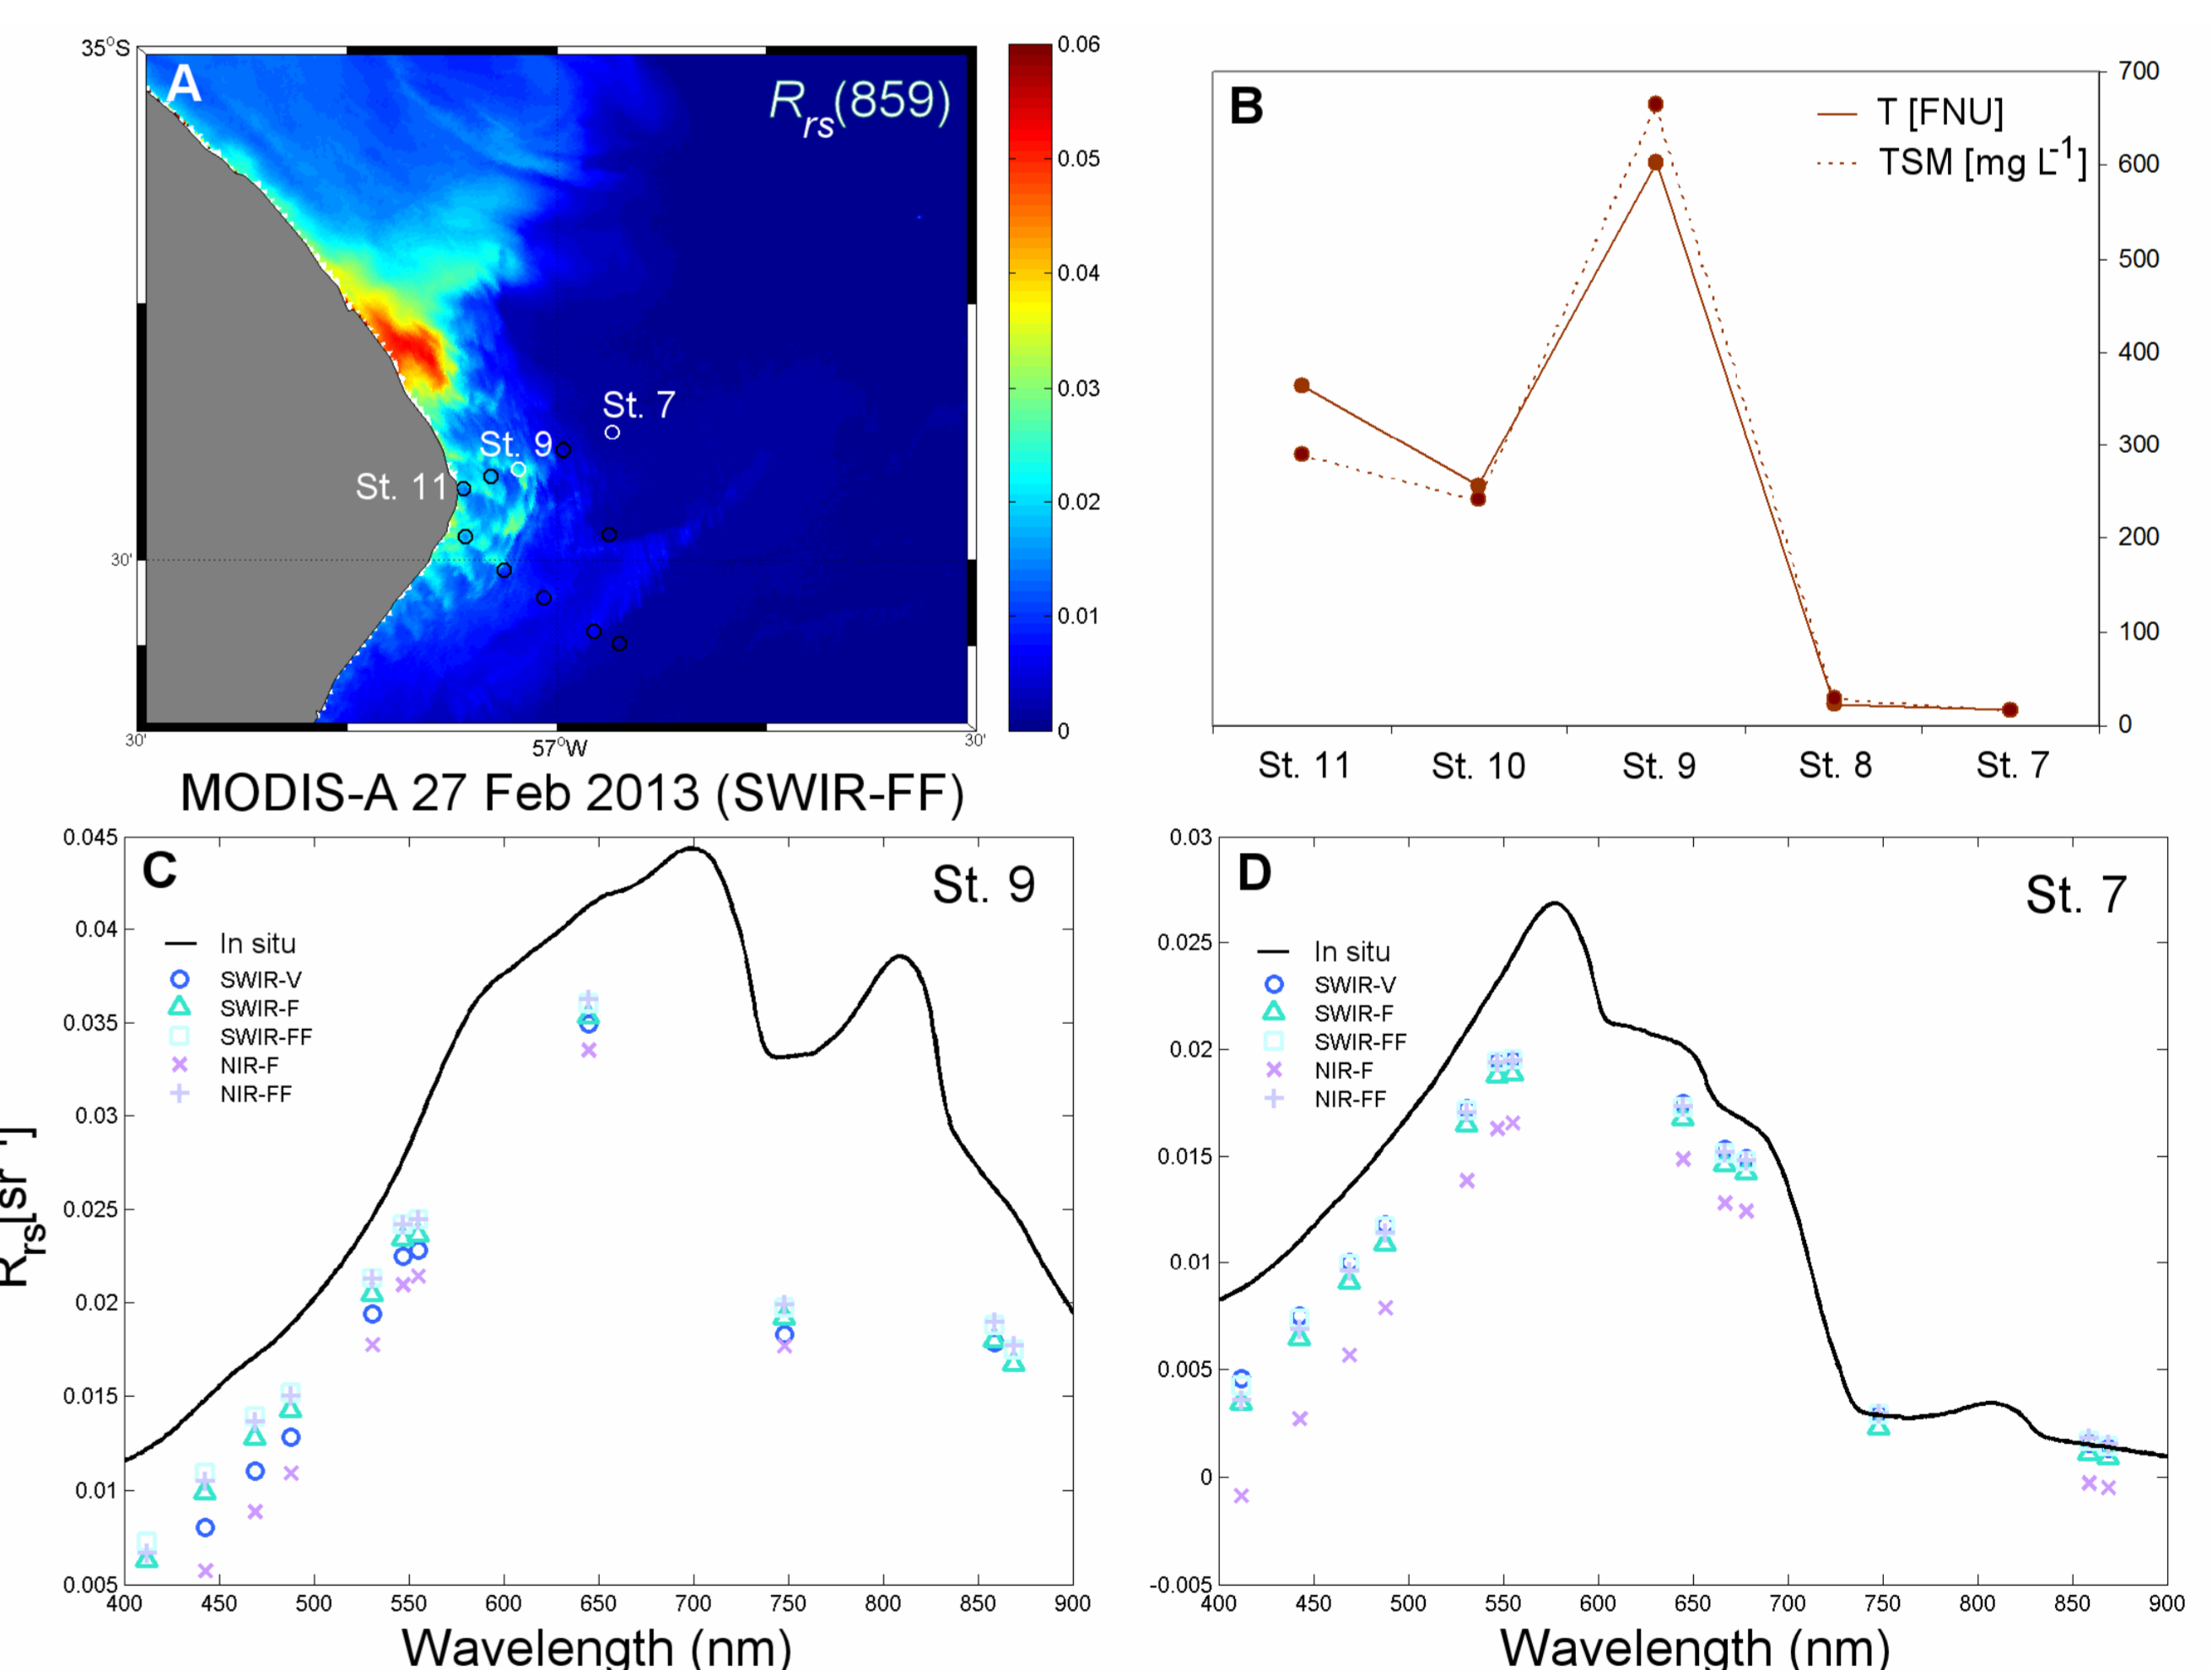 35°S
A
Rrs(859)
0.06
0.05
0.04
0.03
0.02
0.01
0
St. 7
St. 9
St. 11
30'
30'
57°W
30'
MODIS-A 27 Feb 2013 (SWIR-FF)
B
T [FNU]
TSM [mg L-1]
700
600
500
400
300
200
100
0
St. 11 St. 10 St. 9 St. 8 St. 7
C
St. 9
In situ
SWIR-V
SWIR-F
SWIR-FF
NIR-F
NIR-FF
0.045
0.04
0.035
0.03
0.025
0.02
0.015
0.01
0.005
400 450 500 550 600 650 700 750 800 850 900
Rrs[sr-1]
Wavelength (nm)
D
St. 7
In situ
SWIR-V
SWIR-F
SWIR-FF
NIR-F
NIR-FF
0.03
0.025
0.02
0.015
0.01
0.005
0
-0.005
400 450 500 550 600 650 700 750 800 850 900
Wavelength (nm)